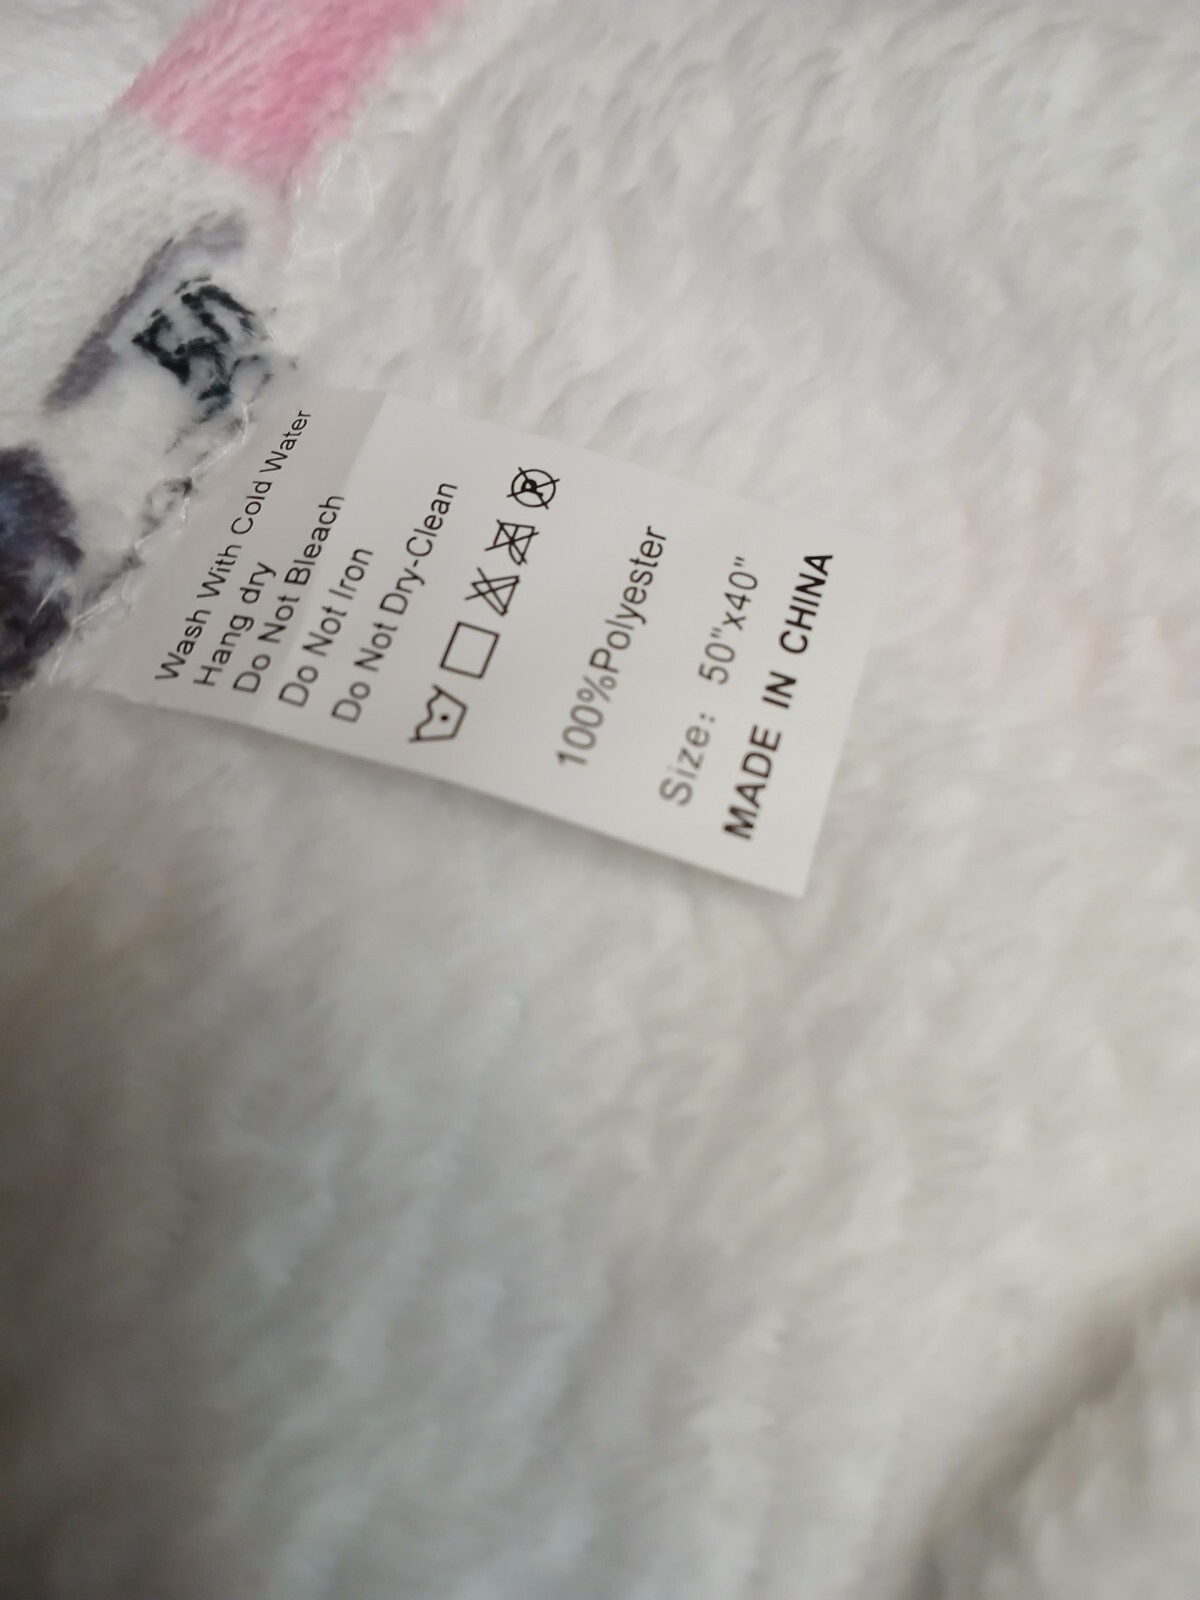 Wash With Cold Water
Hang dry
Do Not Bleach
Do Not Iron
Do Not Dry-Clean
P
100%Polyester
Size: 50"x40"
MADE IN CHINA